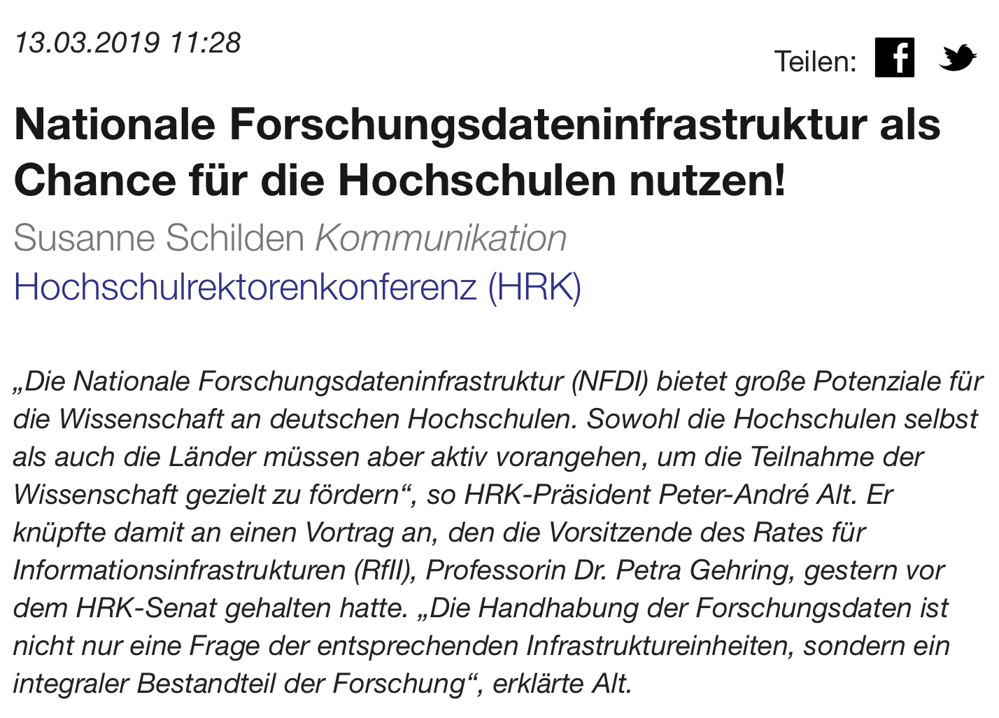 13.03.2019 11:28
Teilen:
Nationale Forschungsdateninfrastruktur als
Chance für die Hochschulen nutzen!
Susanne Schilden Kommunikation
Hochschulrektorenkonferenz (HRK)
„Die Nationale Forschungsdateninfrastruktur (NFDI) bietet große Potenziale für
die Wissenschaft an deutschen Hochschulen. Sowohl die Hochschulen selbst
als auch die Länder müssen aber aktiv vorangehen, um die Teilnahme der
Wissenschaft gezielt zu fördern“, so HRK-Präsident Peter-André Alt. Er
knüpfte damit an einen Vortrag an, den die Vorsitzende des Rates für
Informationsinfrastrukturen (RfII), Professorin Dr. Petra Gehring, gestern vor
dem HRK-Senat gehalten hatte. „Die Handhabung der Forschungsdaten ist
nicht nur eine Frage der entsprechenden Infrastruktureinheiten, sondern ein
integraler Bestandteil der Forschung“, erklärte Alt.